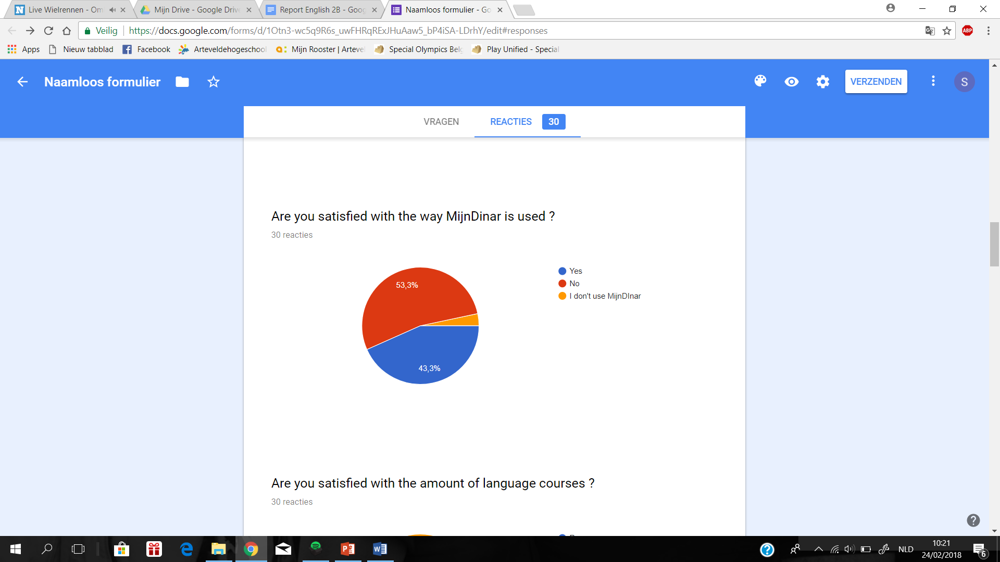 Live Wielrennen - Om
Mijn Drive - Google Drive
Report English 2B - Goog
Naamloos formulier - Go
Veilig
https://docs.google.com/forms/d/1Otn3-wc5q9R6s_uwFHRqRExJHuAaw5_bP4iSA-LDrhY/edit#responses
ABP
Apps
Nieuw tabblad
Facebook
Arteveldehogeschool
Mijn Rooster | Arteve
Special Olympics Belg
Play Unified - Special
Naamloos formulier
VERZENDEN
S
VRAGEN
REACTIES 30
Are you satisfied with the way MijnDinar is used ?
30 reacties
53,3%
43,3%
Yes
No
I don't use MijnDInar
Are you satisfied with the amount of language courses ?
30 reacties
NLD
10:21
24/02/2018
6